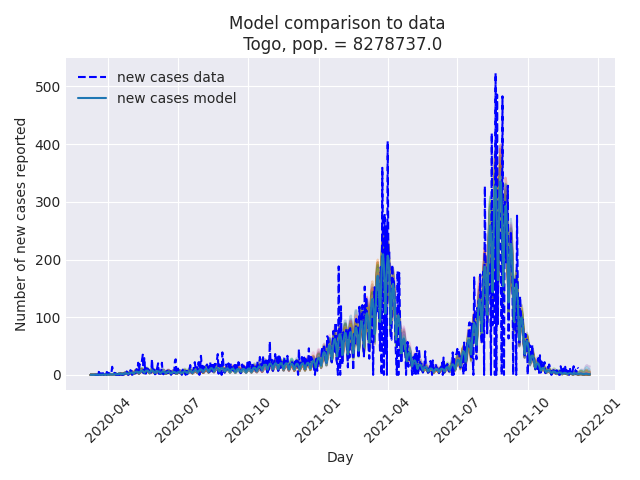 Model comparison to data
Togo, pop. = 8278737.0
new cases data
new cases model
Number of new cases reported
500
400
300
200
100
0
2020-04
2020-07
2020-10
2021-01
2021-04
2021-07
2021-10
2022-01
Day